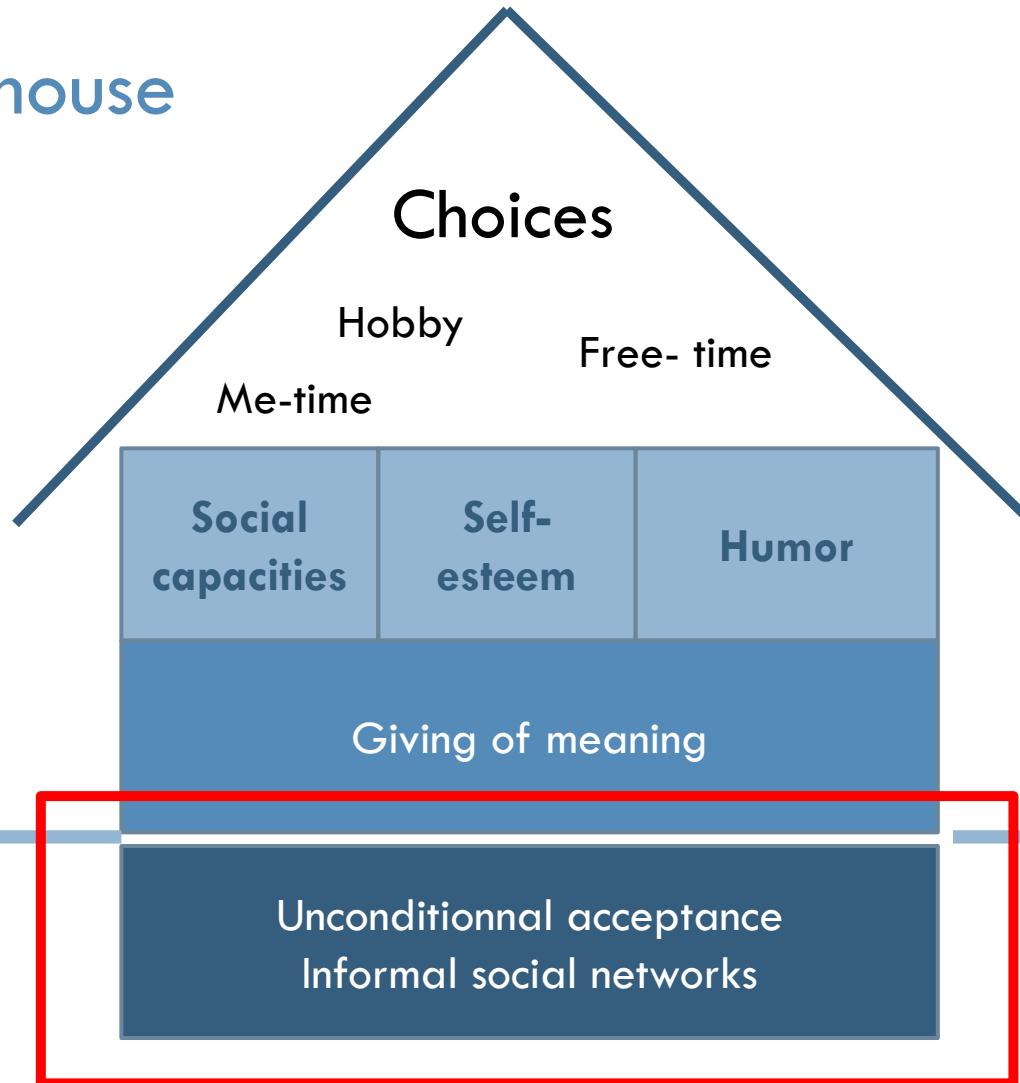 house
Choices
Hobby
Free- time
Me-time
Social
capacities
Self-
esteem
Humor
Giving of meaning
Unconditionnal acceptance
Informal social networks